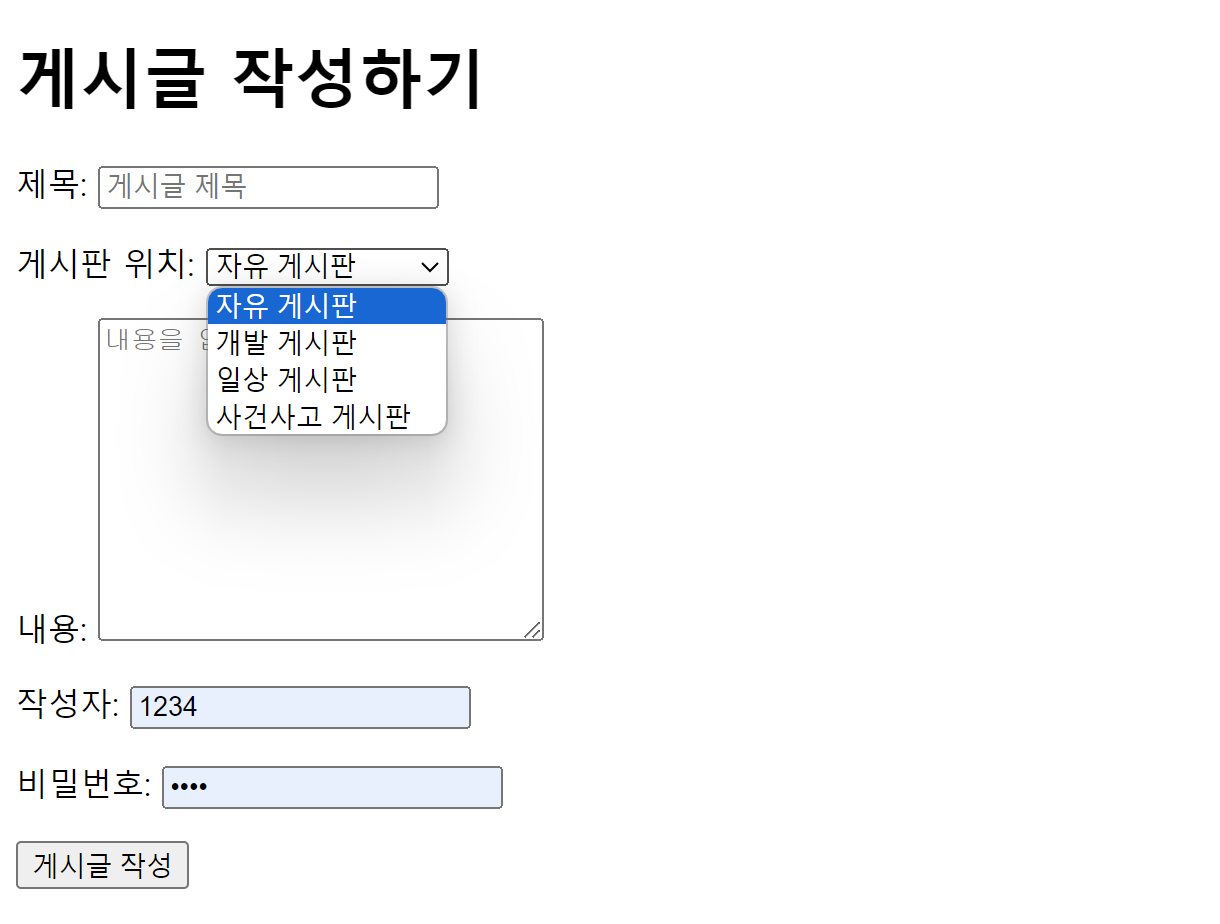 게시글 작성하기
제목: 게시글 제목
게시판 위치: 자유 게시판
자유 게시판
개발 게시판
일상 게시판
사건사고 게시판
내용을
내용:
작성자: 1234
비밀번호: ••••
게시글 작성